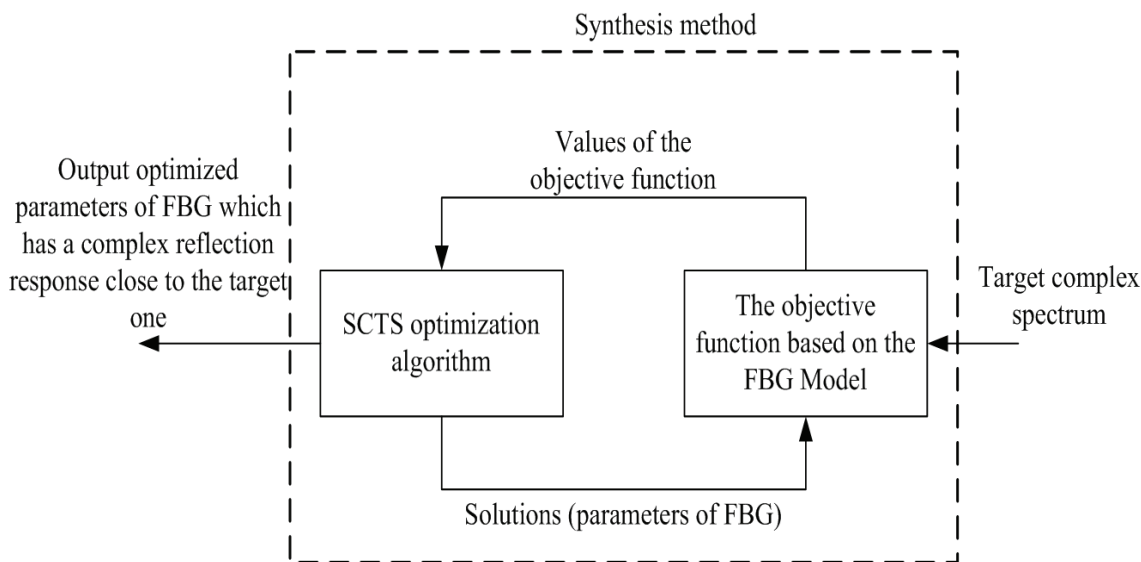 Synthesis method
Values of the
objective function
Output optimized
parameters of FBG which
has a complex reflection
response close to the target
one
SCTS optimization
algorithm
The objective
function based on the
FBG Model
Target complex
spectrum
Solutions (parameters of FBG)